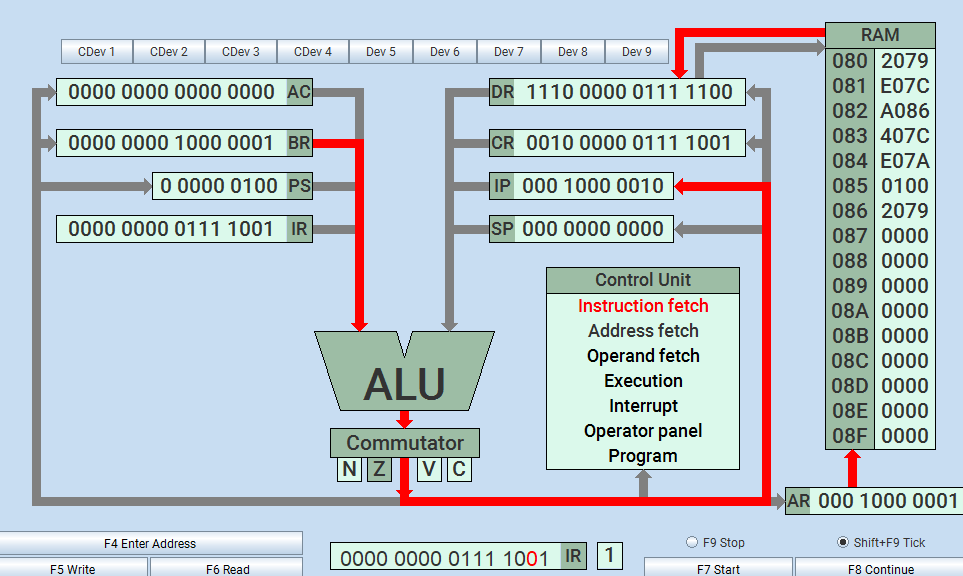 CDev 1 CDev 2 CDev 3 CDev 4 Dev 5 Dev 6 Dev 7 Dev 8 Dev 9
0000 0000 0000 0000 AC
0000 0000 1000 0001 BR
0 0000 0100 PS
0000 0000 0111 1001 IR
DR 1110 0000 0111 1100
CR 0010 0000 0111 1001
IP 000 1000 0010
SP 000 0000 0000
RAM
080 2079
081 E07C
082 A086
083 407C
084 E07A
085 0100
086 2079
087 0000
088 0000
089 0000
08A 0000
08B 0000
08C 0000
08D 0000
08E 0000
08F 0000
Control Unit
Instruction fetch
Address fetch
Operand fetch
Execution
Interrupt
Operator panel
Program
ALU
Commutator
N Z V C
AR 000 1000 0001
F4 Enter Address
F5 Write F6 Read
0000 0000 0111 1001 IR 1
F9 Stop Shift+F9 Tick
F7 Start F8 Continue